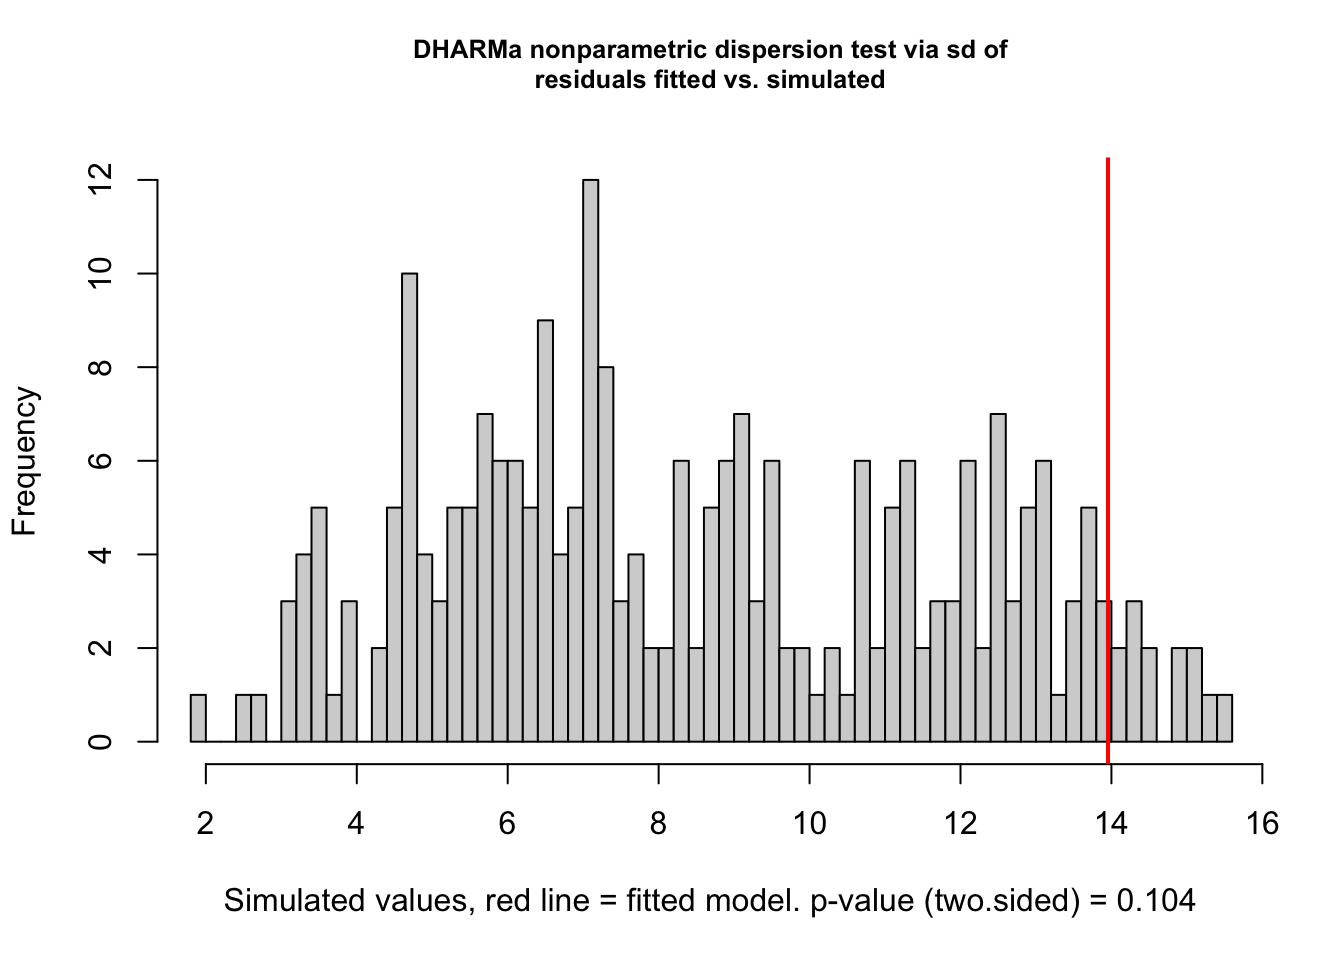 DHARMa nonparametric dispersion test via sd of
residuals fitted vs. simulated
Frequency
12
10
8
6
4
2
0
2 4 6 8 10 12 14 16
Simulated values, red line = fitted model. p-value (two.sided) = 0.104